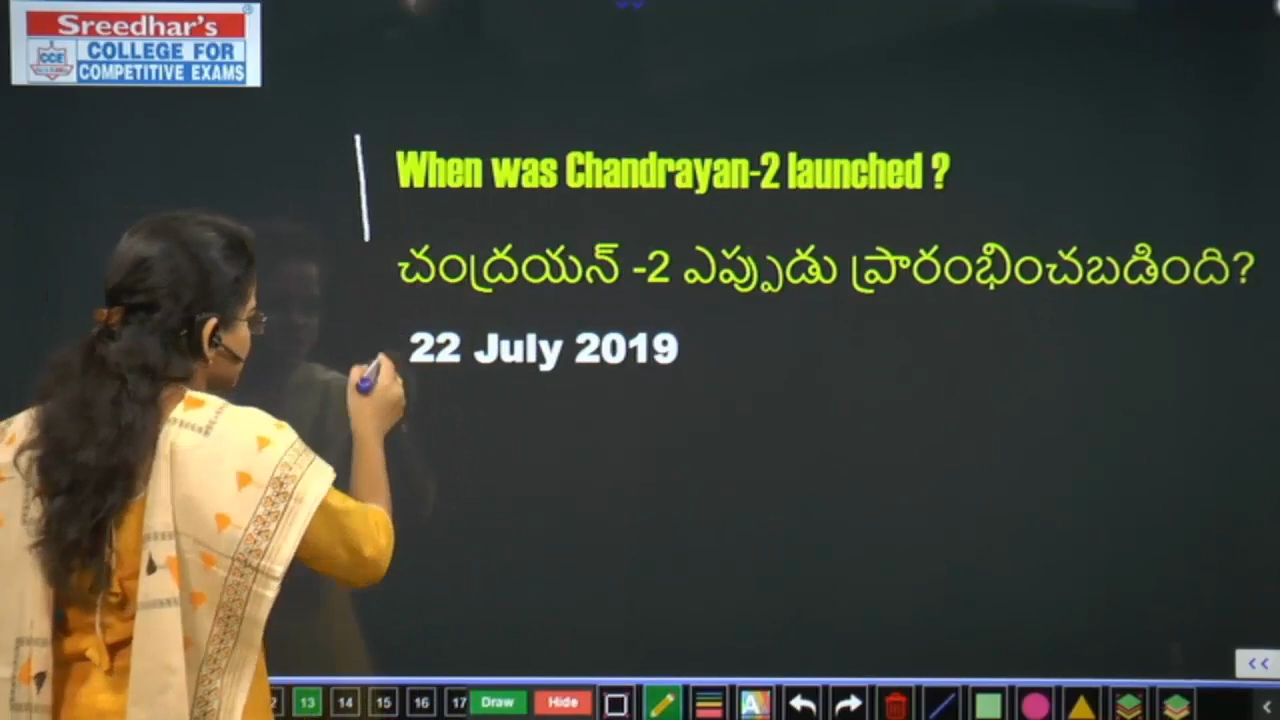 Sreedhar's
CCE
COLLEGE FOR
COMPETITIVE EXAMS
When was Chandrayan-2 launched ?
చంద్రయన్ -2 ఎప్పుడు ప్రారంభించబడింది?
22 July 2019
2 13 14 15 16 17 Draw Hide A